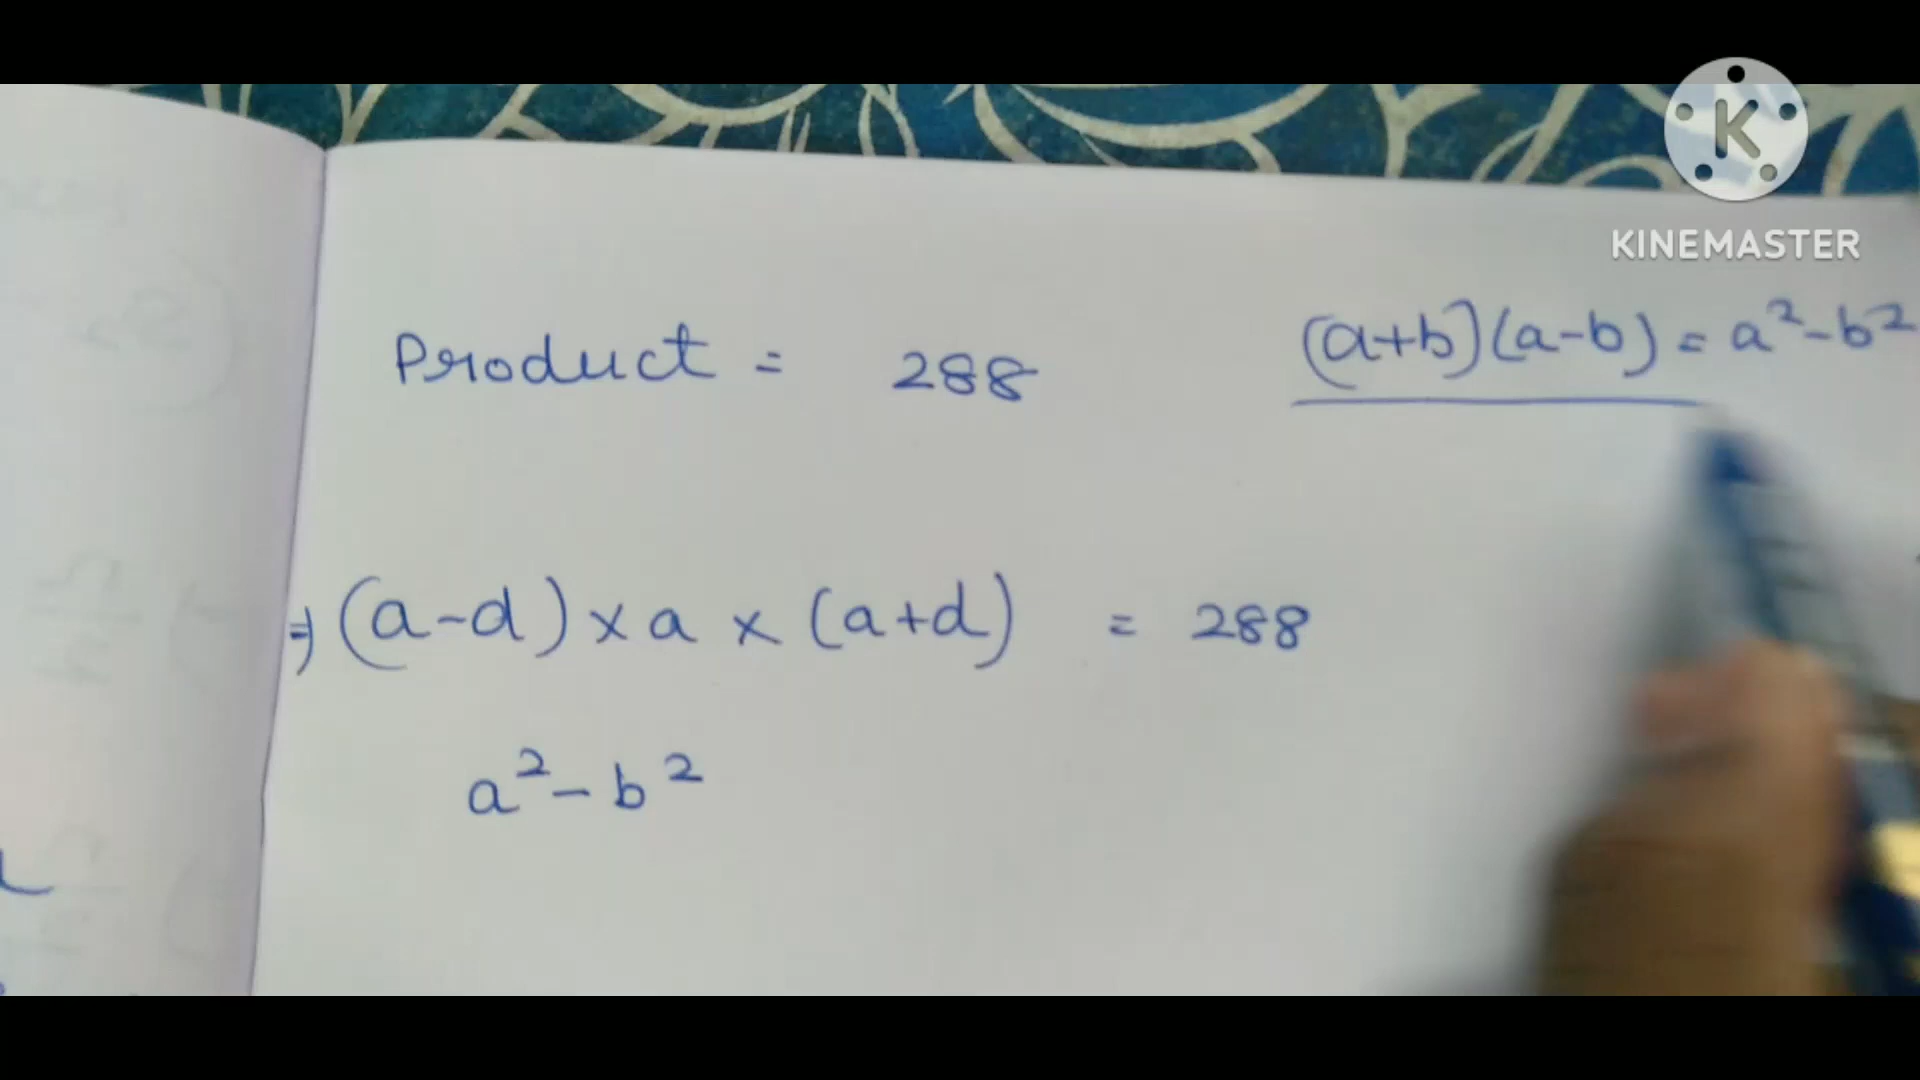 KINEMASTER
Product = 288
(a+b)(a-b) = a²-b²
⇒ (a-d) × a × (a+d) = 288
a² - b²